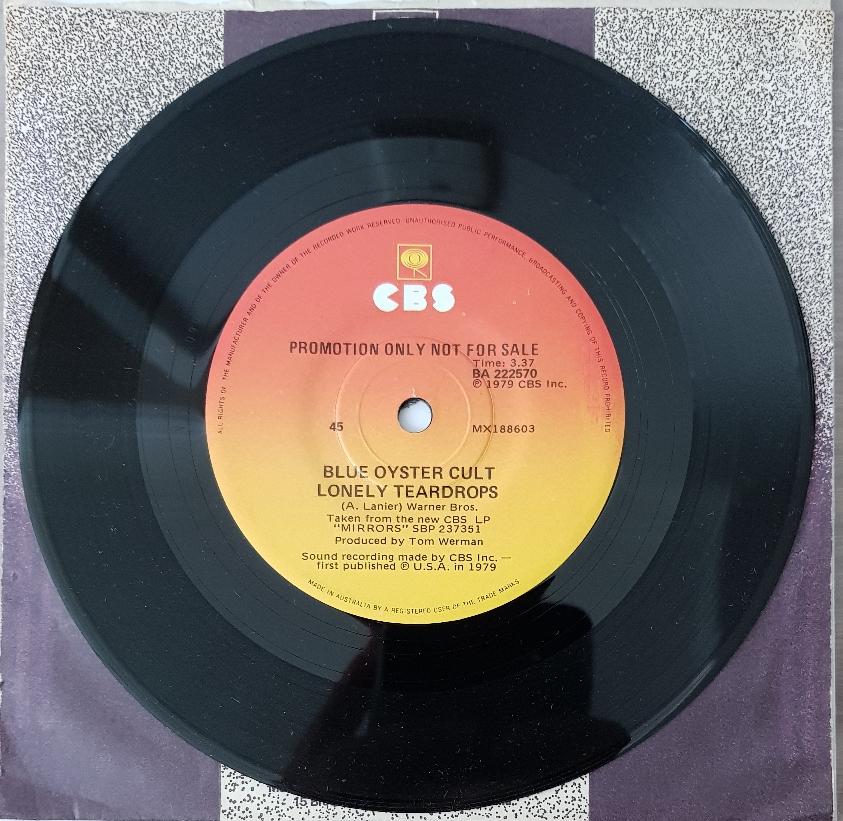 ALL RIGHTS OF THE MANUFACTURER AND OF THE OWNER OF THE RECORDED WORK RESERVED. UNAUTHORISED PUBLIC PERFORMANCE, BROADCASTING AND COPYING OF THIS RECORD PROHIBITED
CBS
PROMOTION ONLY NOT FOR SALE
Time: 3.37
BA 222570
℗ 1979 CBS Inc.
45
MX188603
BLUE OYSTER CULT
LONELY TEARDROPS
(A. Lanier) Warner Bros.
Taken from the new CBS LP
"MIRRORS" SBP 237351
Produced by Tom Werman
Sound recording made by CBS Inc. —
first published ℗ U.S.A. in 1979
MADE IN AUSTRALIA BY A REGISTERED USER OF THE TRADE MARKS